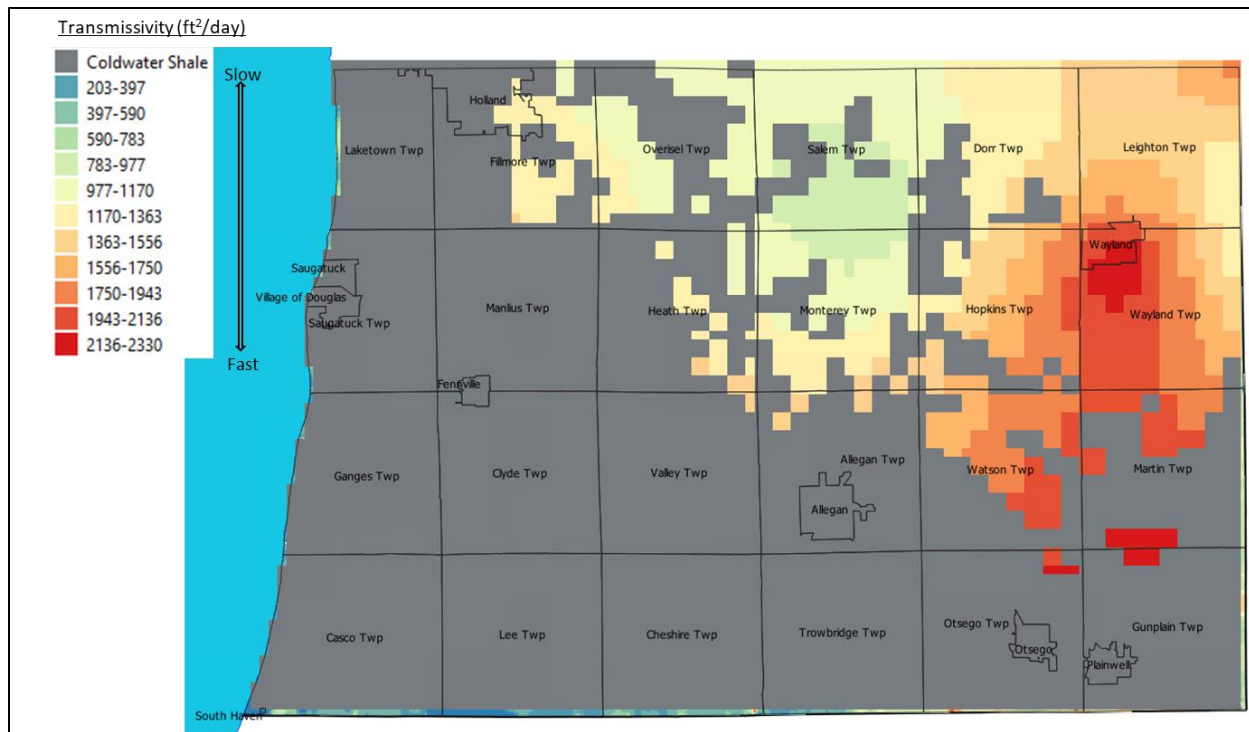 Transmissivity (ft²/day)
Coldwater Shale
203-397
397-590
590-783
783-977
977-1170
1170-1363
1363-1556
1556-1750
1750-1943
1943-2136
2136-2330
Slow
Fast
Holland
Laketown Twp
Fillmore Twp
Overisel Twp
Salem Twp
Dorr Twp
Leighton Twp
Saugatuck
Village of Douglas
Saugatuck Twp
Manlius Twp
Heath Twp
Monterey Twp
Hopkins Twp
Wayland
Wayland Twp
Fennville
Ganges Twp
Clyde Twp
Valley Twp
Allegan Twp
Allegan
Watson Twp
Martin Twp
Casco Twp
Lee Twp
Cheshire Twp
Trowbridge Twp
Otsego Twp
Otsego
Gunplain Twp
Plainwell
South Haven